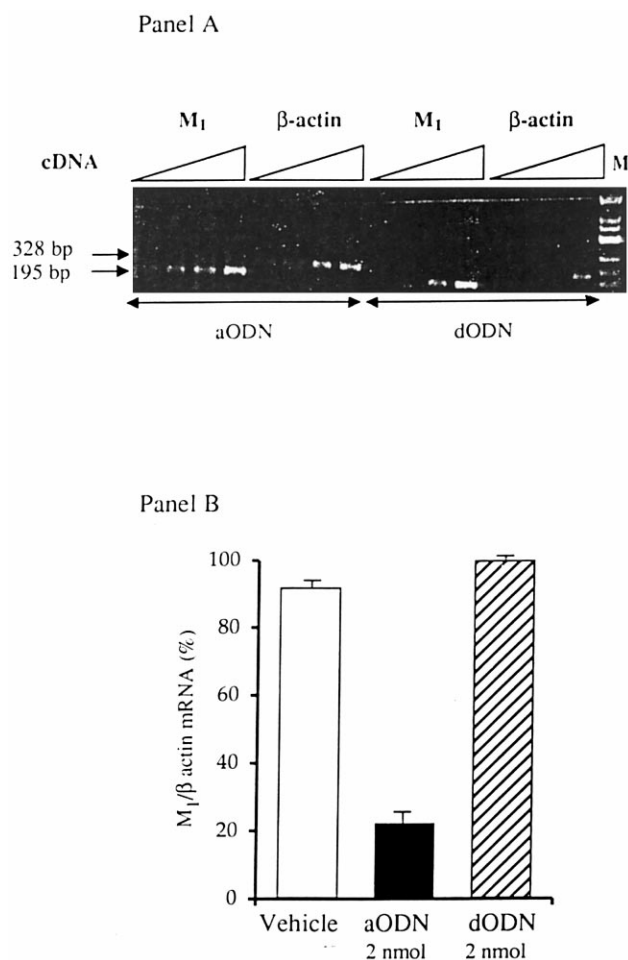 Panel A
M₁ β-actin M₁ β-actin
cDNA M
328 bp
195 bp
aODN dODN
Panel B
M₁/β actin mRNA (%)
100
80
60
40
20
0
Vehicle aODN dODN
2 nmol 2 nmol